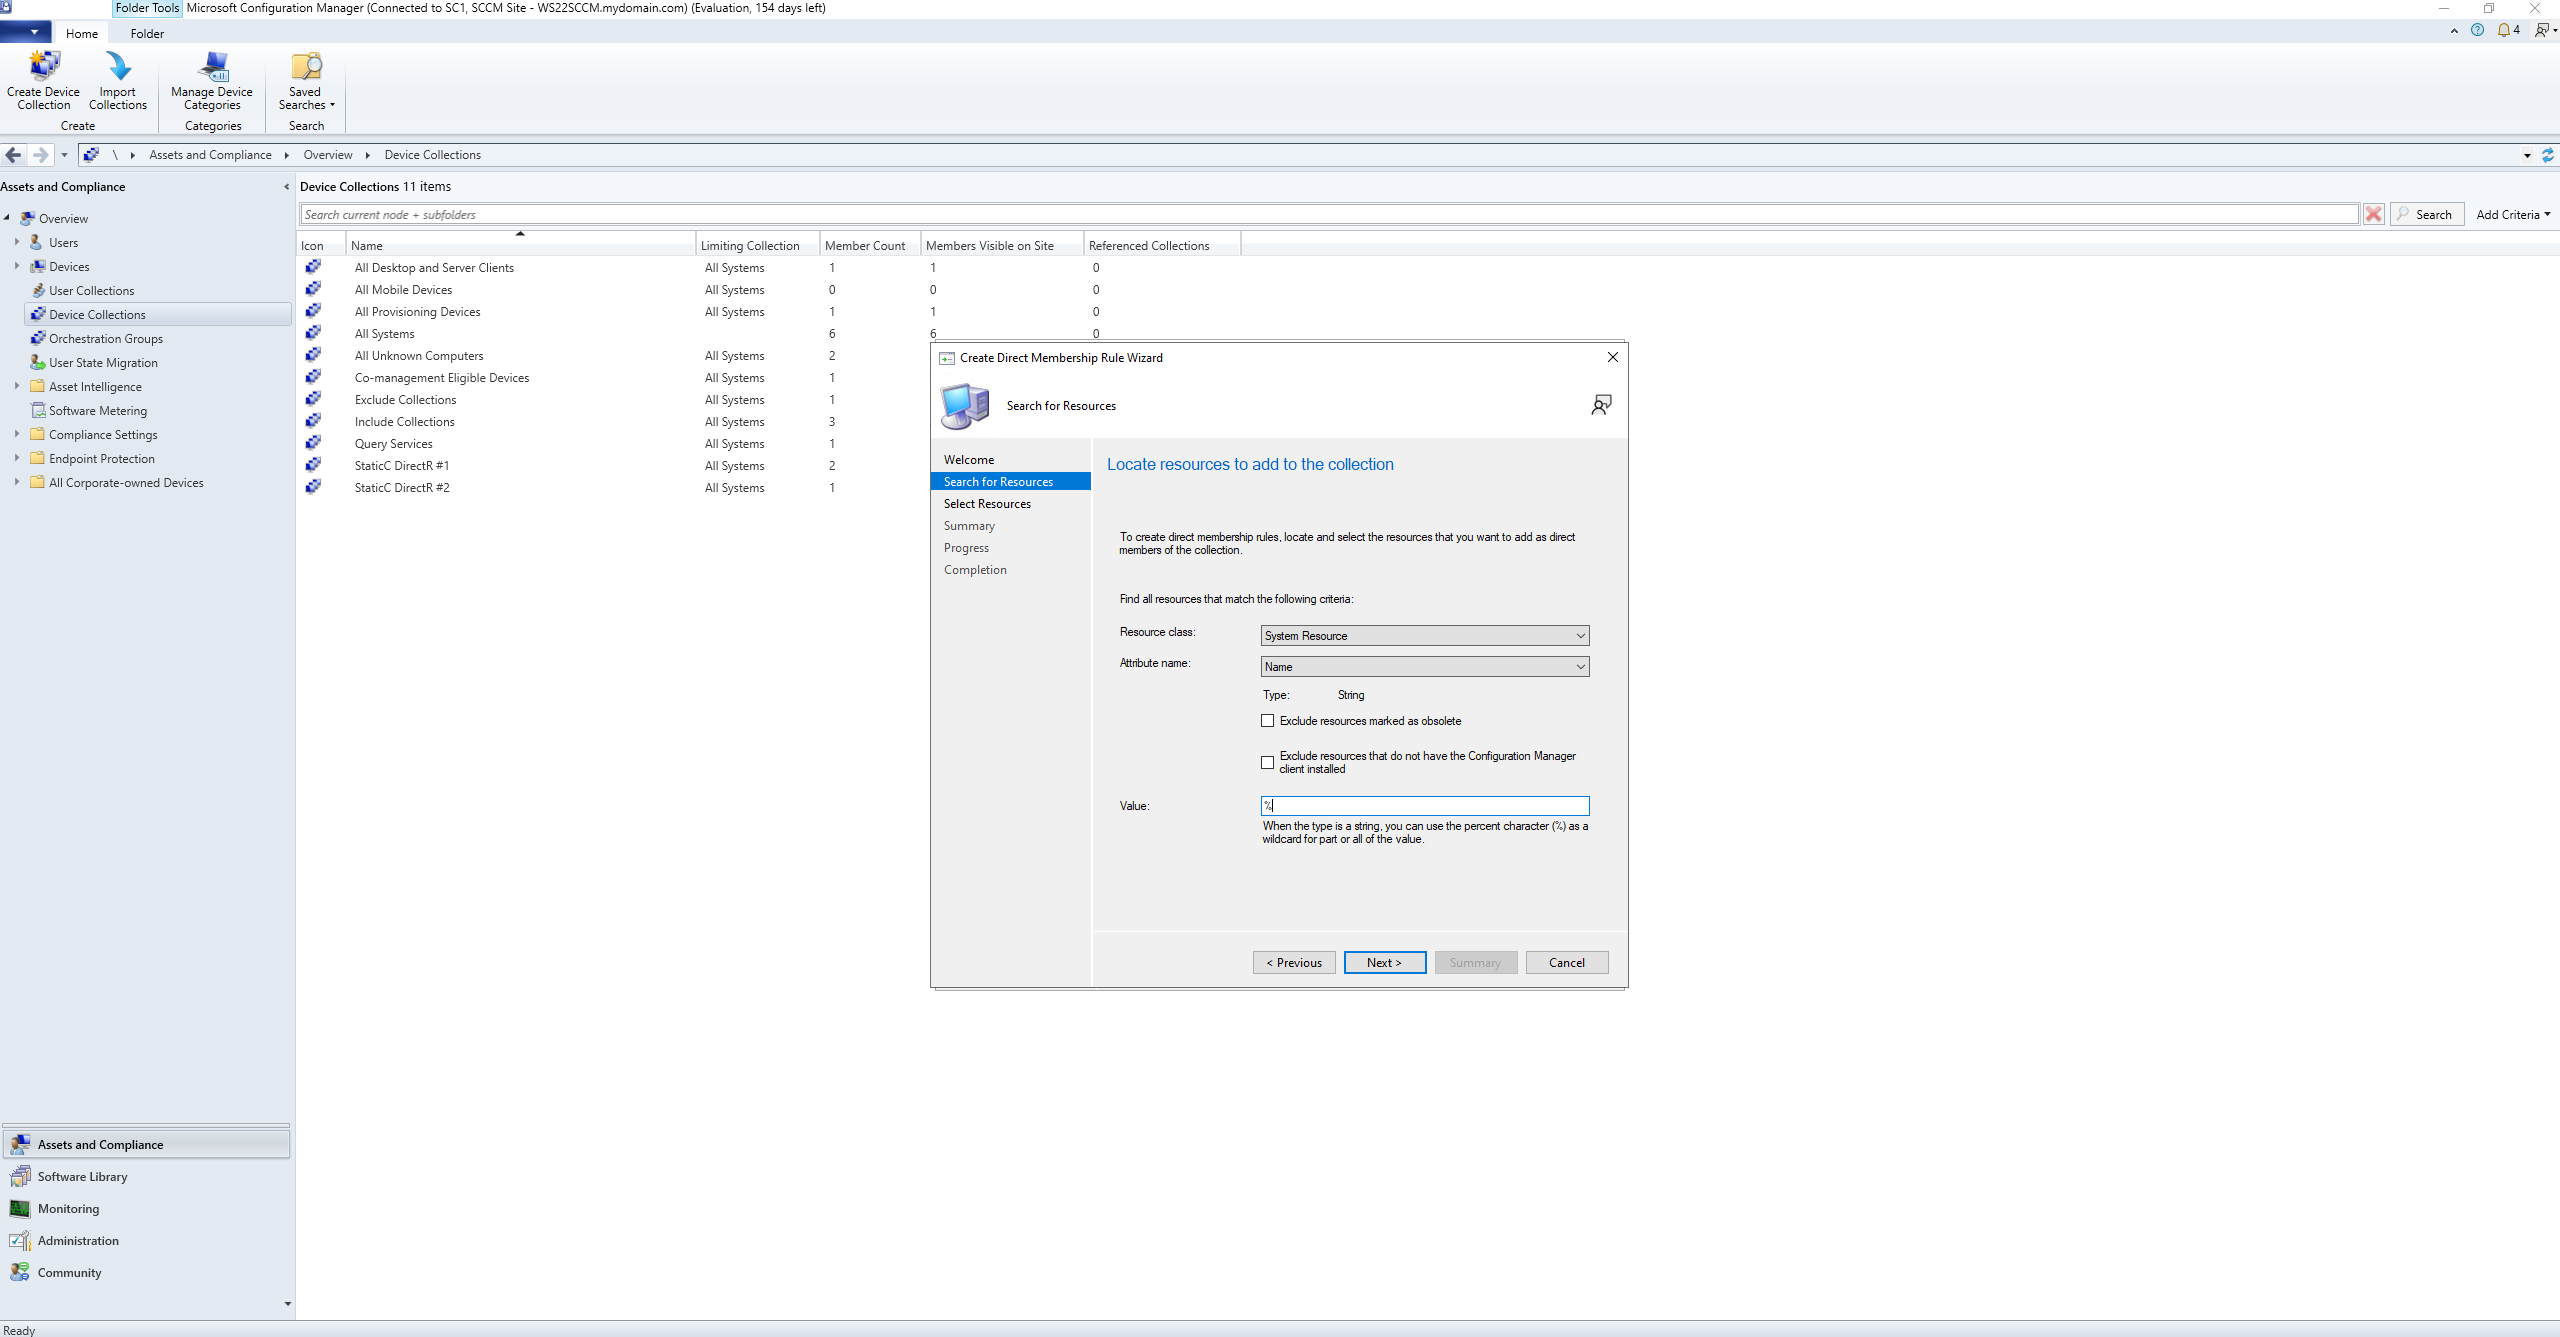 Folder Tools Microsoft Configuration Manager (Connected to SC1, SCCM Site - WS22SCCM.mydomain.com) (Evaluation, 154 days left)
Home Folder
4
Create Device Collection
Import Collections
Create
Manage Device Categories
Categories
Saved Searches
Search
\ Assets and Compliance Overview Device Collections
Assets and Compliance
Overview
Users
Devices
User Collections
Device Collections
Orchestration Groups
User State Migration
Asset Intelligence
Software Metering
Compliance Settings
Endpoint Protection
All Corporate-owned Devices
Assets and Compliance
Software Library
Monitoring
Administration
Community
Device Collections 11 items
Search current node + subfolders
Search Add Criteria
Icon Name Limiting Collection Member Count Members Visible on Site Referenced Collections
All Desktop and Server Clients All Systems 1 1 0
All Mobile Devices All Systems 0 0 0
All Provisioning Devices All Systems 1 1 0
All Systems 6 6 0
All Unknown Computers All Systems 2
Co-management Eligible Devices All Systems 1
Exclude Collections All Systems 1
Include Collections All Systems 3
Query Services All Systems 1
StaticC DirectR #1 All Systems 2
StaticC DirectR #2 All Systems 1
Create Direct Membership Rule Wizard
Search for Resources
Welcome
Search for Resources
Select Resources
Summary
Progress
Completion
Locate resources to add to the collection
To create direct membership rules, locate and select the resources that you want to add as direct
members of the collection.
Find all resources that match the following criteria:
Resource class: System Resource
Attribute name: Name
Type: String
Exclude resources marked as obsolete
Exclude resources that do not have the Configuration Manager
client installed
Value: %
When the type is a string, you can use the percent character (%) as a
wildcard for part or all of the value.
< Previous Next > Summary Cancel
Ready